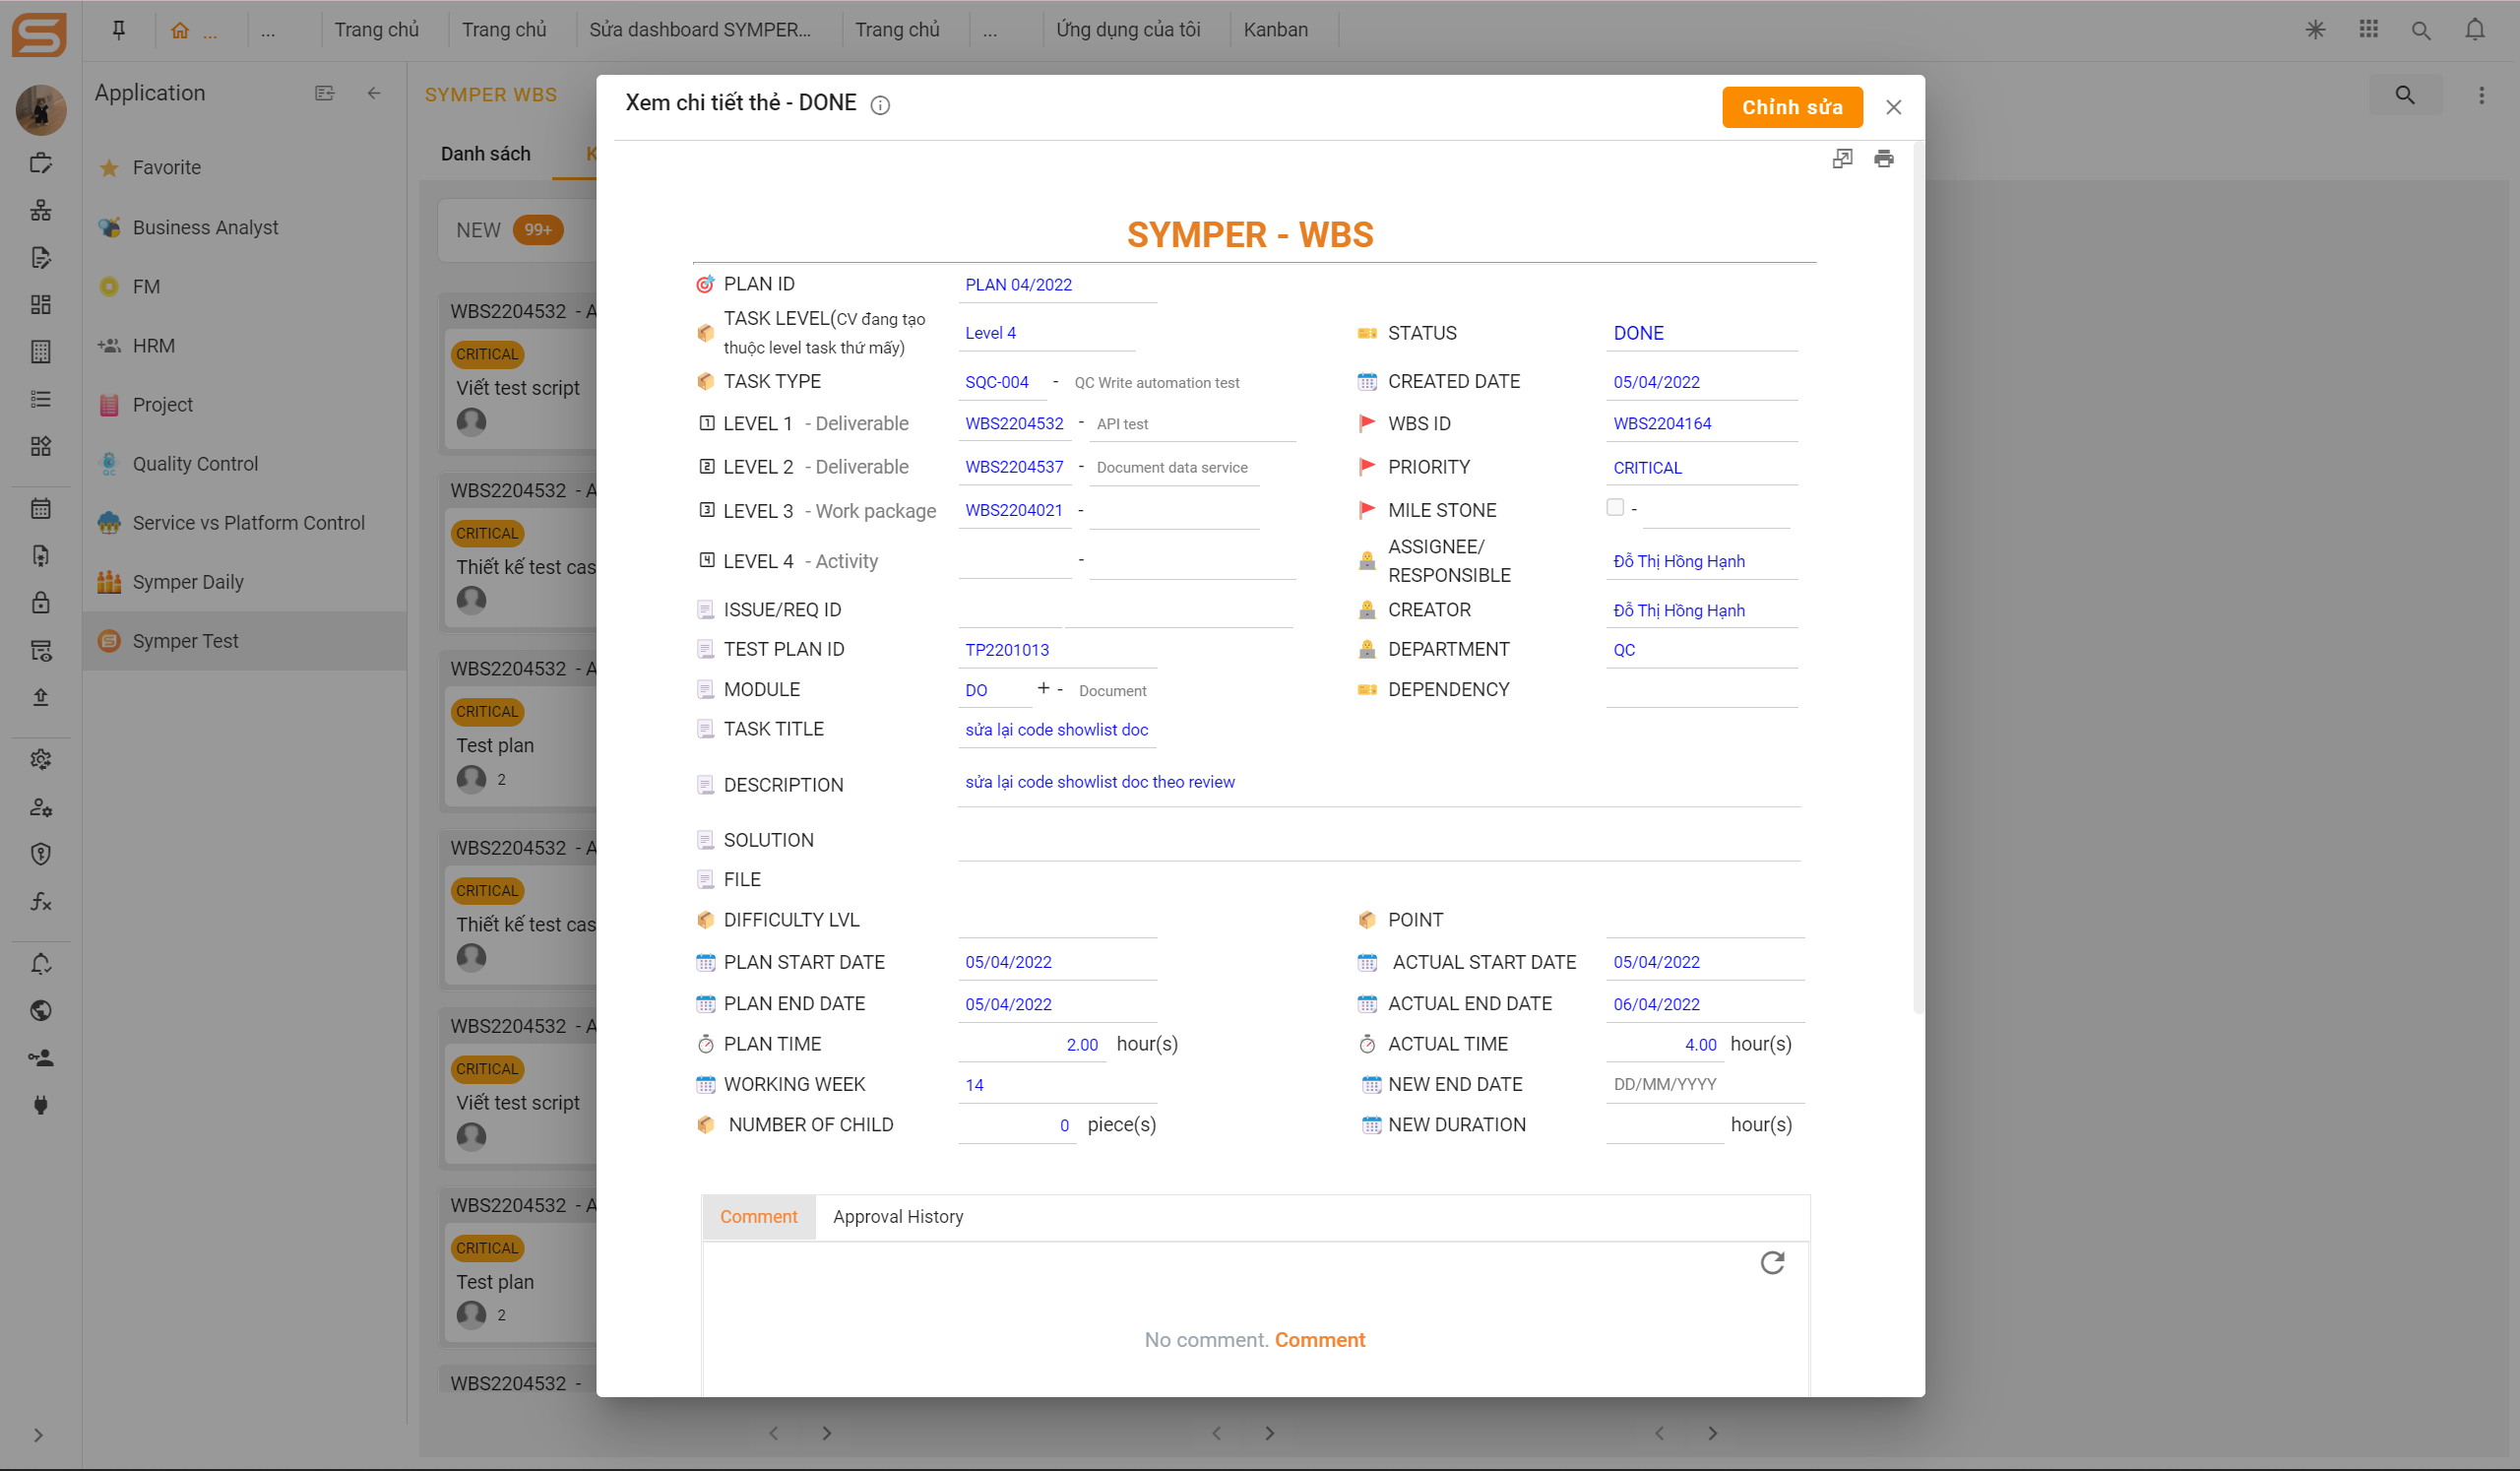 ...
...
Trang chủ
Trang chủ
Sửa dashboard SYMPER...
Trang chủ
...
Ứng dụng của tôi
Kanban
Application
Favorite
Business Analyst
FM
HRM
Project
Quality Control
Service vs Platform Control
Symper Daily
Symper Test
SYMPER WBS
Danh sách
K
NEW 99+
WBS2204532 - A
CRITICAL
Viết test script
WBS2204532 - A
CRITICAL
Thiết kế test cas
WBS2204532 - A
CRITICAL
Test plan
2
WBS2204532 - A
CRITICAL
Thiết kế test cas
WBS2204532 - A
CRITICAL
Viết test script
WBS2204532 - A
CRITICAL
Test plan
2
WBS2204532 -
Xem chi tiết thẻ - DONE
Chỉnh sửa
SYMPER - WBS
PLAN ID PLAN 04/2022
TASK LEVEL(CV đang tạo
thuộc level task thứ mấy) Level 4
STATUS DONE
TASK TYPE SQC-004 - QC Write automation test
CREATED DATE 05/04/2022
1 LEVEL 1 - Deliverable WBS2204532 - API test
WBS ID WBS2204164
2 LEVEL 2 - Deliverable WBS2204537 - Document data service
PRIORITY CRITICAL
3 LEVEL 3 - Work package WBS2204021 -
MILE STONE -
4 LEVEL 4 - Activity -
ASSIGNEE/
RESPONSIBLE Đỗ Thị Hồng Hạnh
ISSUE/REQ ID
CREATOR Đỗ Thị Hồng Hạnh
TEST PLAN ID TP2201013
DEPARTMENT QC
MODULE DO + - Document
DEPENDENCY
TASK TITLE sửa lại code showlist doc
DESCRIPTION sửa lại code showlist doc theo review
SOLUTION
FILE
DIFFICULTY LVL
POINT
PLAN START DATE 05/04/2022
ACTUAL START DATE 05/04/2022
PLAN END DATE 05/04/2022
ACTUAL END DATE 06/04/2022
PLAN TIME 2.00 hour(s)
ACTUAL TIME 4.00 hour(s)
WORKING WEEK 14
NEW END DATE DD/MM/YYYY
NUMBER OF CHILD 0 piece(s)
NEW DURATION hour(s)
Comment Approval History
No comment. Comment